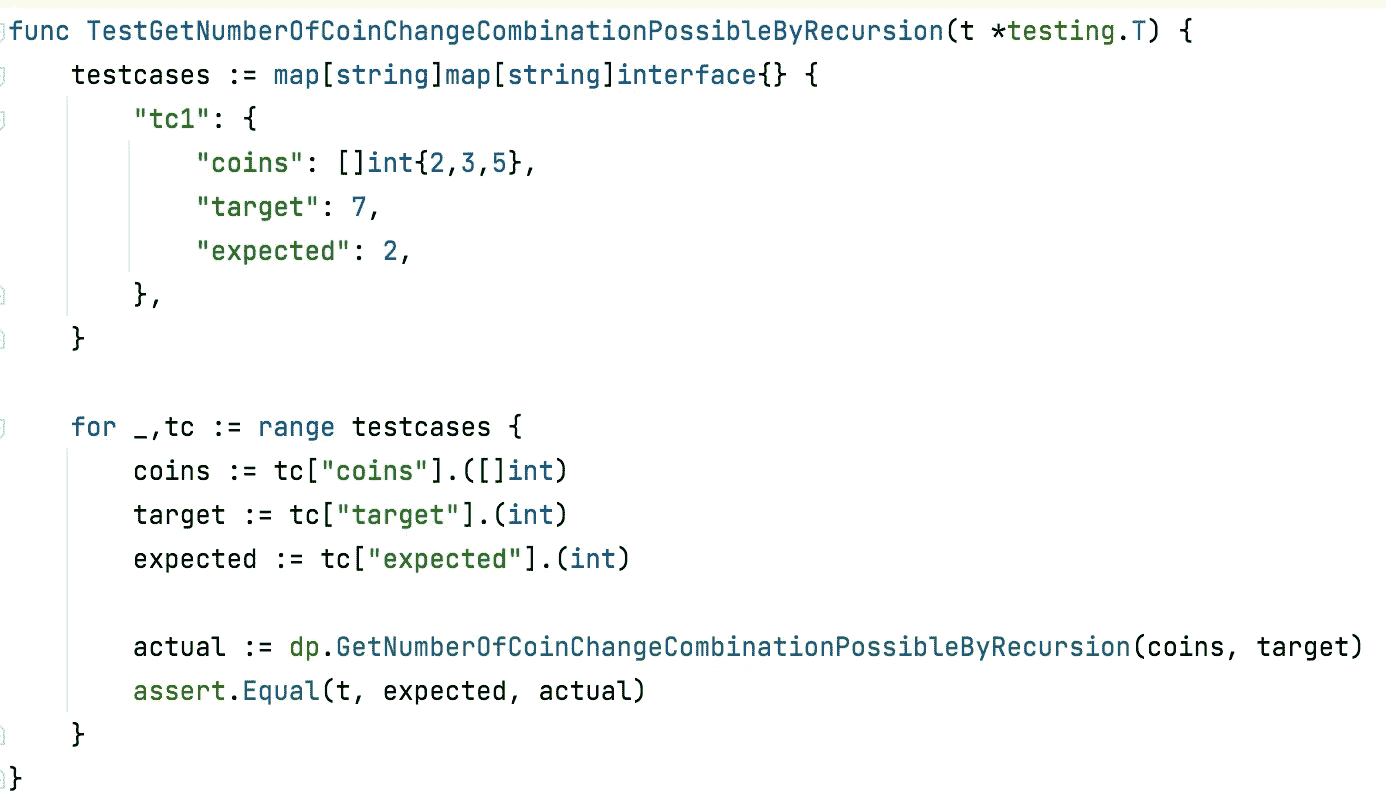 func TestGetNumberOfCoinChangeCombinationPossibleByRecursion(t *testing.T) {
    testcases := map[string]map[string]interface{} {
        "tc1": {
            "coins": []int{2,3,5},
            "target": 7,
            "expected": 2,
        },
    }

    for _,tc := range testcases {
        coins := tc["coins"].([]int)
        target := tc["target"].(int)
        expected := tc["expected"].(int)

        actual := dp.GetNumberOfCoinChangeCombinationPossibleByRecursion(coins, target)
        assert.Equal(t, expected, actual)
    }
}